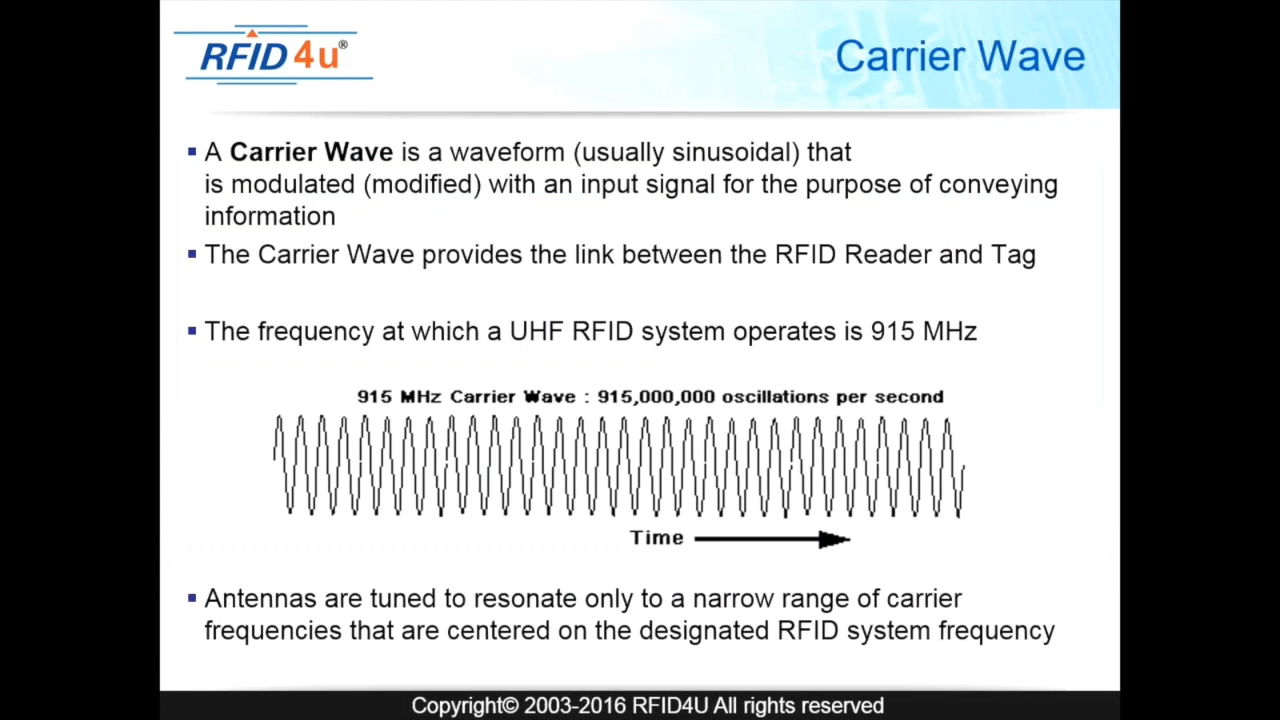 RFID4u®
Carrier Wave
▪ A Carrier Wave is a waveform (usually sinusoidal) that
is modulated (modified) with an input signal for the purpose of conveying
information
▪ The Carrier Wave provides the link between the RFID Reader and Tag
▪ The frequency at which a UHF RFID system operates is 915 MHz
915 MHz Carrier Wave : 915,000,000 oscillations per second
Time
▪ Antennas are tuned to resonate only to a narrow range of carrier
frequencies that are centered on the designated RFID system frequency
Copyright© 2003-2016 RFID4U All rights reserved